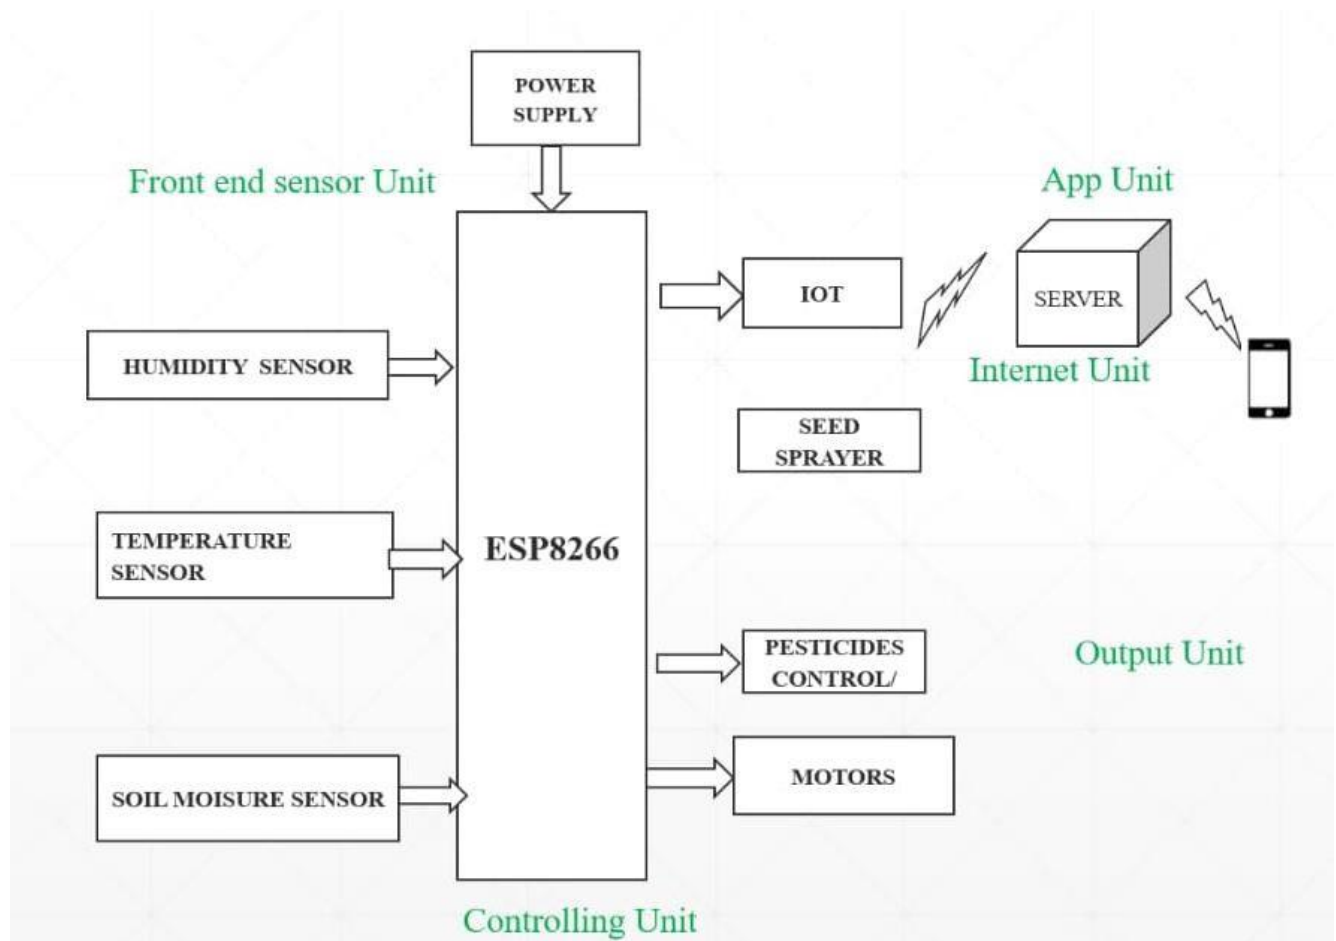 POWER
SUPPLY
Front end sensor Unit
App Unit
IOT
SERVER
HUMIDITY SENSOR
Internet Unit
SEED
SPRAYER
TEMPERATURE
SENSOR
ESP8266
PESTICIDES
CONTROL/
Output Unit
SOIL MOISURE SENSOR
MOTORS
Controlling Unit